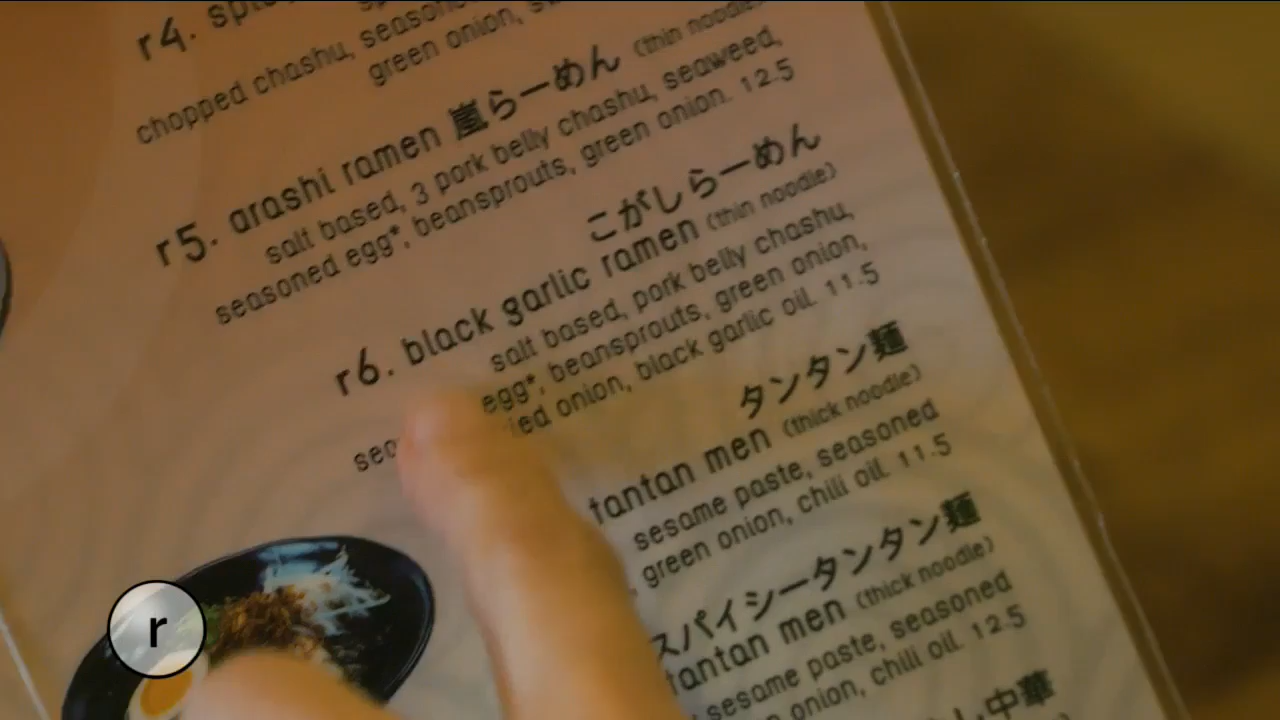 r4.
chopped chashu,
green onion,
r5. arashi ramen 嵐らーめん (thin noodle)
salt based, 3 pork belly chashu, seaweed,
seasoned egg*, beansprouts, green onion. 12.5
こがしらーめん
r6. black garlic ramen (thin noodle)
salt based, pork belly chashu,
egg*, beansprouts, green onion,
onion, black garlic oil. 11.5
タンタン麺
tantan men (thick noodle)
sesame paste, seasoned
green onion, chili oil. 11.5
スパイシータンタン麺
tantan men (thick noodle)
sesame paste, seasoned
onion, chili oil. 12.5
し中華
r